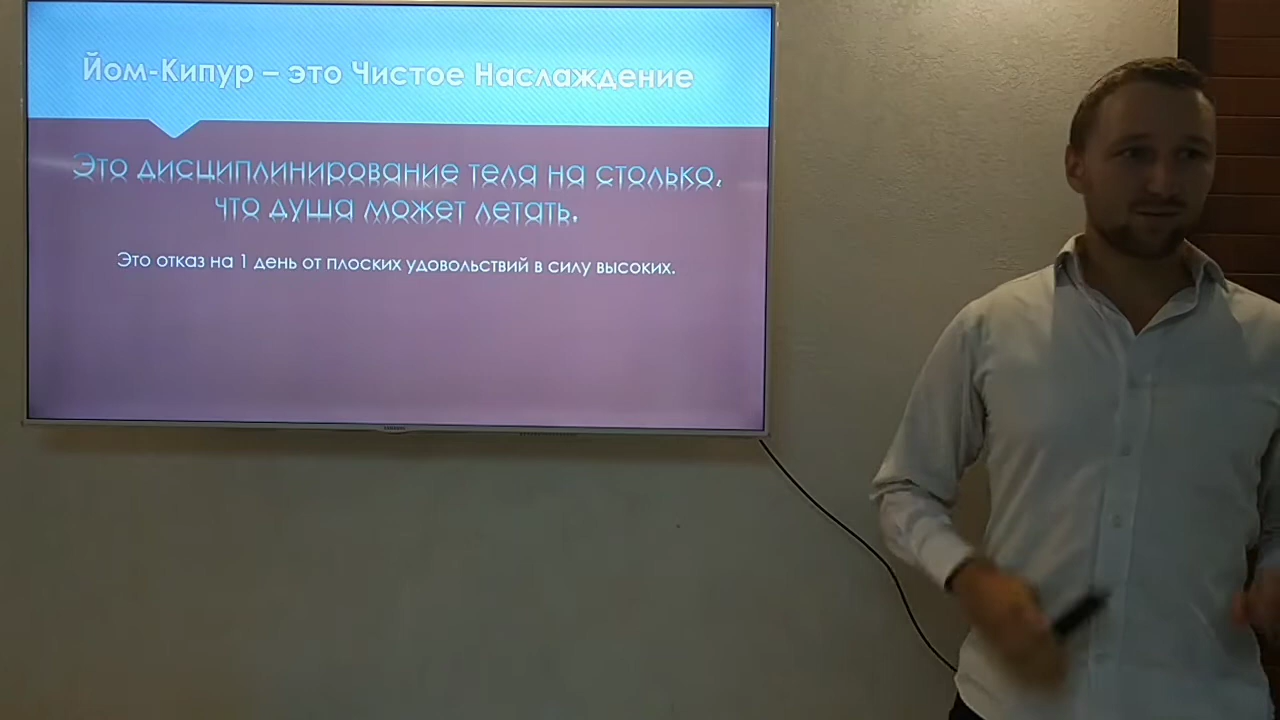 Йом-Кипур – это Чистое Наслаждение
Это дисциплинирование тела на столько,
что душа может летать.
Это отказ на 1 день от плоских удовольствий в силу высоких.
SAMSUNG